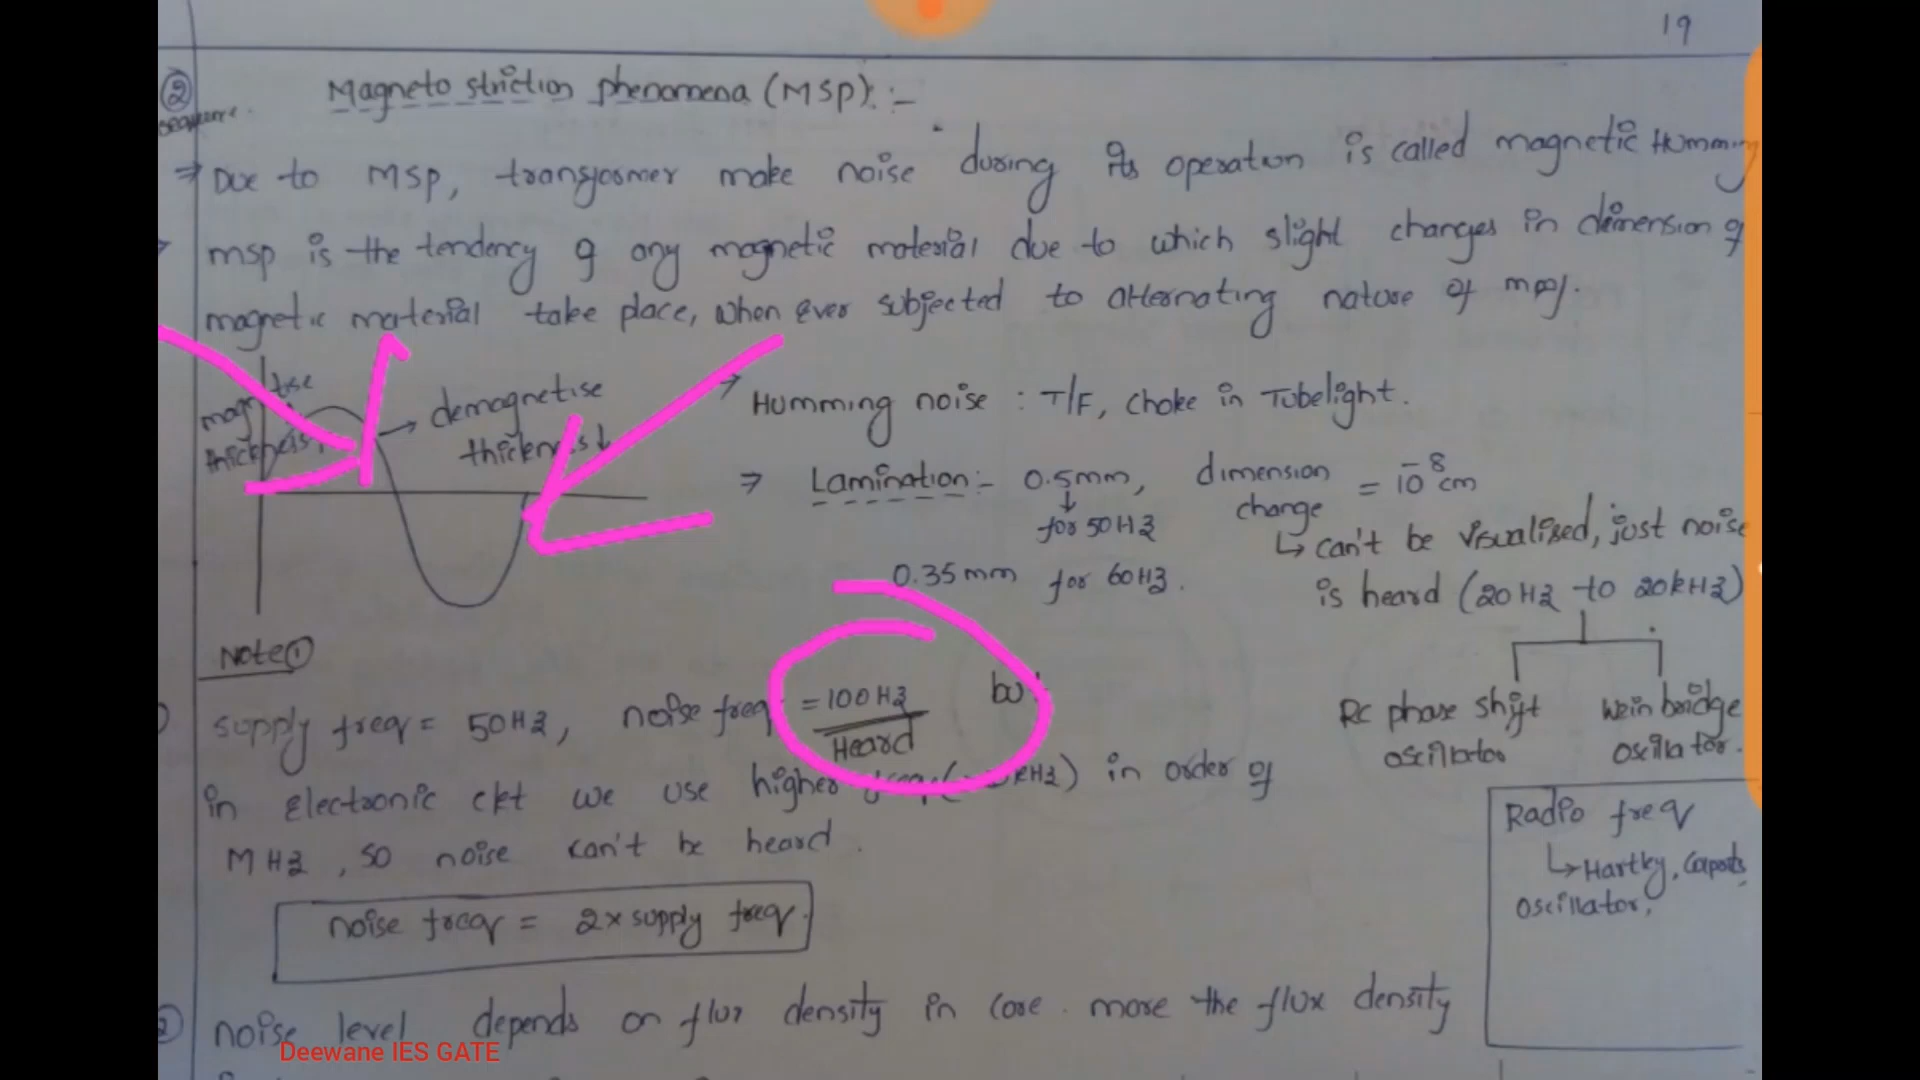 19
②
Magneto striction phenomena (MSP):-
⇒ Due to MSP, transformer make noise during its operation is called magnetic Humming
msp is the tendency of any magnetic material due to which slight changes in dimension of
magnetic material take place, when ever subjected to alternating nature of mmf.
demagnetise
thickness↓
→ Humming noise : T/F, choke in Tubelight.
⇒ Lamination:- 0.5mm, dimension change = 10^-8 cm
↓
for 50Hz
↳ can't be visualised, just noise
0.35mm for 60Hz.
is heard (20Hz to 20kHz)
RC phase shift oscillator
Wein bridge oscillator.
Note①
supply freq = 50Hz, noise freq = 100Hz but
Heard
in Electronic ckt we use higher kHz) in order of
MHz, so noise can't be heard.
noise freq = 2 x supply freq.
Radio freq
↳ Hartley,
oscillator,
noise level depends on flux density in core. more the flux density
Deewane IES GATE